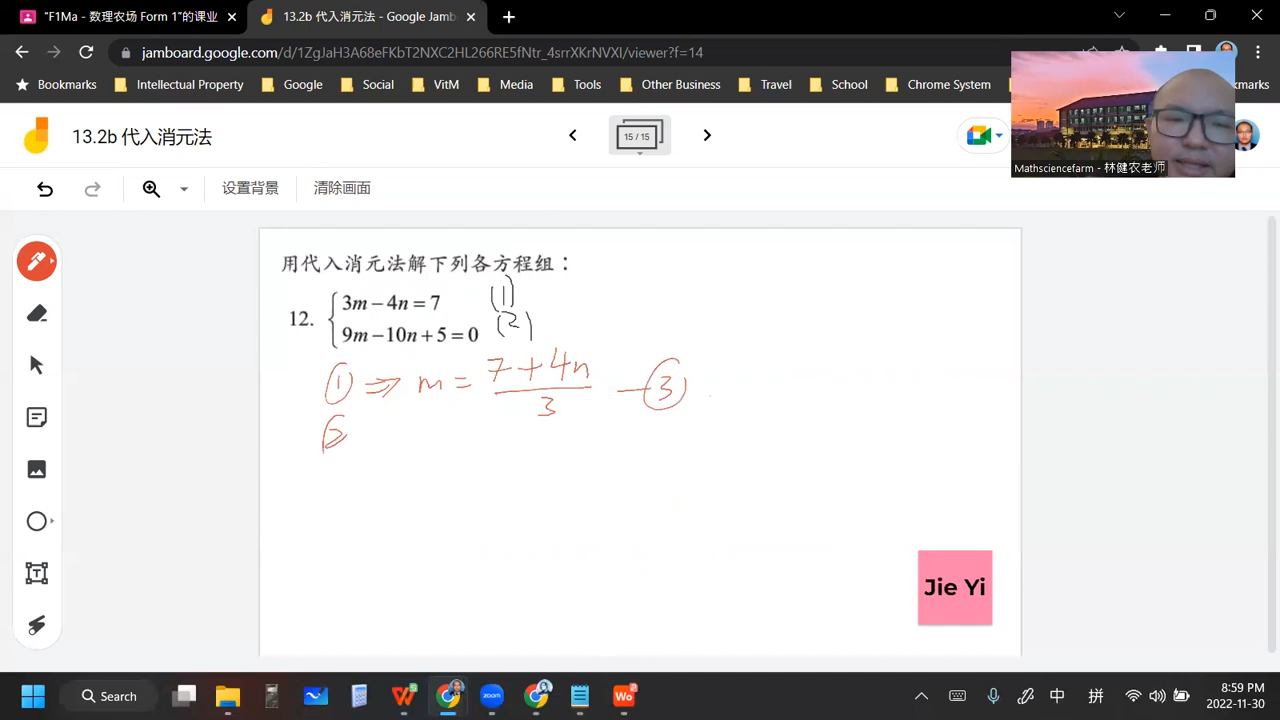 "F1Ma - 数理农场 Form 1"的课业
13.2b 代入消元法 - Google Jamb
jamboard.google.com/d/1ZgJaH3A68eFKbT2NXC2HL266RE5fNtr_4srrXKrNVXI/viewer?f=14
Bookmarks
Intellectual Property
Google
Social
VitM
Media
Tools
Other Business
Travel
School
Chrome System
Bookmarks
Mathsciencefarm - 林健农老师
13.2b 代入消元法
15 / 15
设置背景
清除画面
用代入消元法解下列各方程组：
12. { 3m – 4n = 7 (1)
9m – 10n + 5 = 0 (2)
① ⇒ m = (7 + 4n)/3 — ③
②
Jie Yi
Search
zoom
Wo
中
拼
8:59 PM
2022-11-30